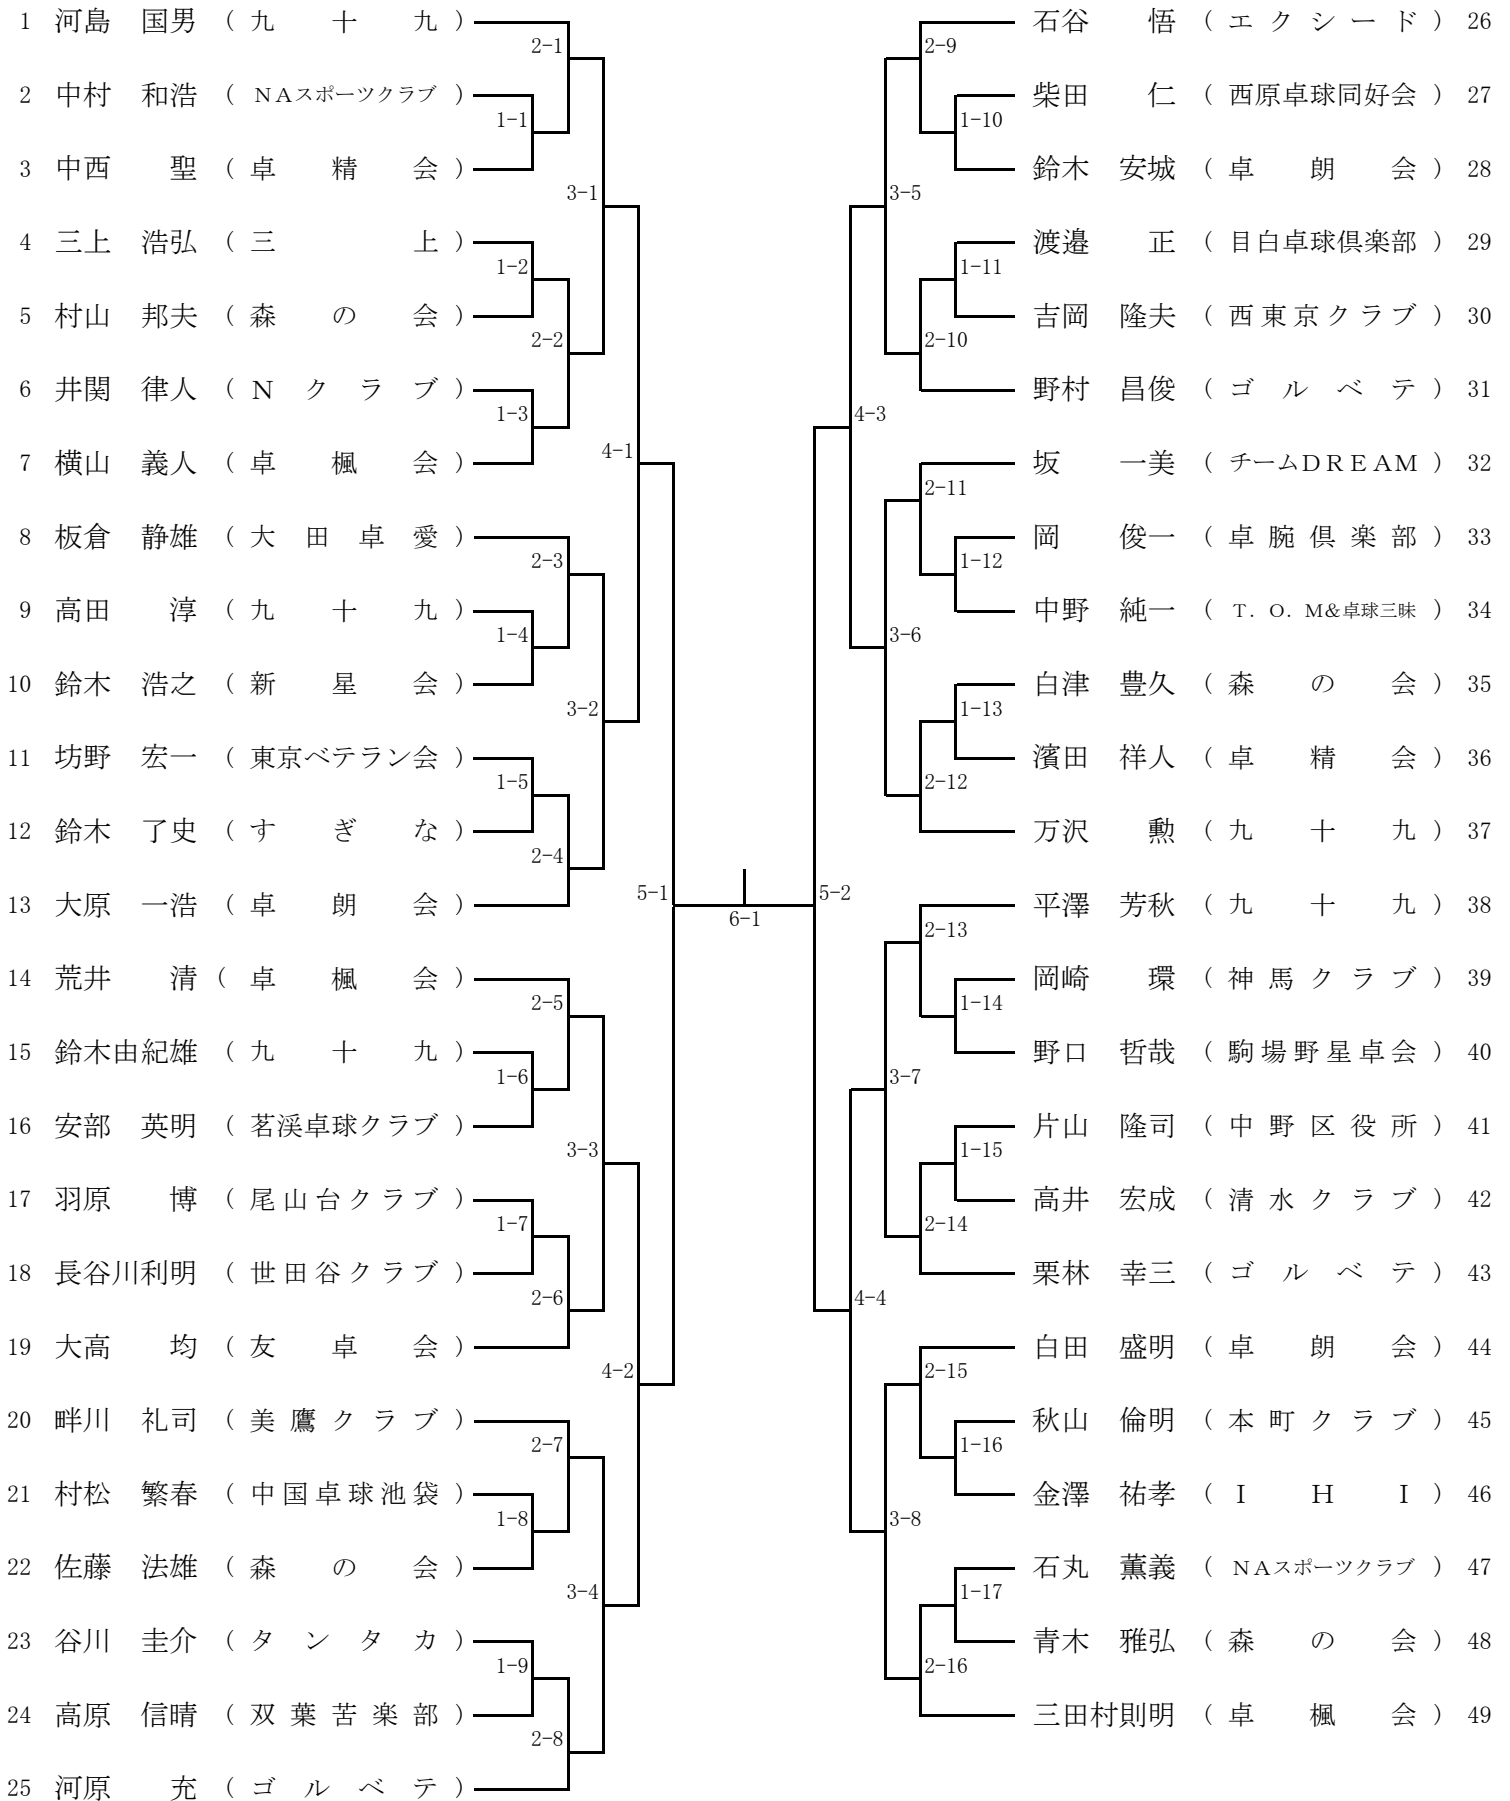 1 河島 国男 （ 九 十 九 ）
2-1
2 中村 和浩 （ ＮＡスポーツクラブ ）
1-1
3 中西 聖 （ 卓 精 会 ）
3-1
4 三上 浩弘 （ 三 上 ）
1-2
5 村山 邦夫 （ 森 の 会 ）
2-2
6 井関 律人 （ Ｎ ク ラ ブ ）
1-3
7 横山 義人 （ 卓 楓 会 ）
4-1
8 板倉 静雄 （ 大 田 卓 愛 ）
2-3
9 高田 淳 （ 九 十 九 ）
1-4
10 鈴木 浩之 （ 新 星 会 ）
3-2
11 坊野 宏一 （ 東京ベテラン会 ）
1-5
12 鈴木 了史 （ す ぎ な ）
2-4
13 大原 一浩 （ 卓 朗 会 ）
5-1
14 荒井 清 （ 卓 楓 会 ）
2-5
15 鈴木由紀雄 （ 九 十 九 ）
1-6
16 安部 英明 （ 茗渓卓球クラブ ）
3-3
17 羽原 博 （ 尾山台クラブ ）
1-7
18 長谷川利明 （ 世田谷クラブ ）
2-6
19 大高 均 （ 友 卓 会 ）
4-2
20 畔川 礼司 （ 美 鷹 ク ラ ブ ）
2-7
21 村松 繁春 （ 中 国 卓 球 池 袋 ）
1-8
22 佐藤 法雄 （ 森 の 会 ）
3-4
23 谷川 圭介 （ タ ン タ カ ）
1-9
24 高原 信晴 （ 双 葉 苦 楽 部 ）
2-8
25 河原 充 （ ゴ ル ベ テ ）
6-1
石谷 悟 （ エ ク シ ー ド ） 26
2-9
柴田 仁 （ 西原卓球同好会 ） 27
1-10
鈴木 安城 （ 卓 朗 会 ） 28
3-5
渡邉 正 （ 目白卓球倶楽部 ） 29
1-11
吉岡 隆夫 （ 西東京クラブ ） 30
2-10
野村 昌俊 （ ゴ ル ベ テ ） 31
4-3
坂 一美 （ チームＤＲＥＡＭ ） 32
2-11
岡 俊一 （ 卓 腕 倶 楽 部 ） 33
1-12
中野 純一 （ Ｔ．Ｏ．Ｍ＆卓球三昧 ） 34
3-6
白津 豊久 （ 森 の 会 ） 35
1-13
濱田 祥人 （ 卓 精 会 ） 36
2-12
万沢 勲 （ 九 十 九 ） 37
5-2
平澤 芳秋 （ 九 十 九 ） 38
2-13
岡崎 環 （ 神 馬 ク ラ ブ ） 39
1-14
野口 哲哉 （ 駒場野星卓会 ） 40
3-7
片山 隆司 （ 中 野 区 役 所 ） 41
1-15
高井 宏成 （ 清 水 ク ラ ブ ） 42
2-14
栗林 幸三 （ ゴ ル ベ テ ） 43
4-4
白田 盛明 （ 卓 朗 会 ） 44
2-15
秋山 倫明 （ 本 町 ク ラ ブ ） 45
1-16
金澤 祐孝 （ Ｉ Ｈ Ｉ ） 46
3-8
石丸 薫義 （ ＮＡスポーツクラブ ） 47
1-17
青木 雅弘 （ 森 の 会 ） 48
2-16
三田村則明 （ 卓 楓 会 ） 49